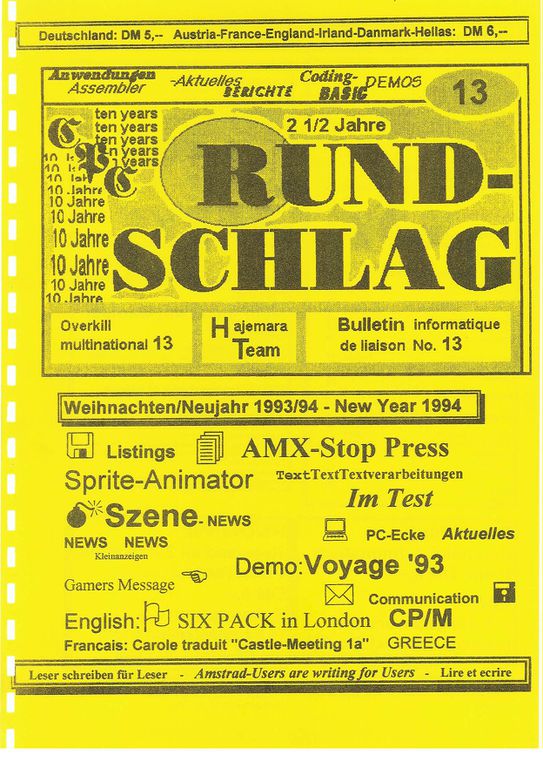 Deutschland: DM 5,-- Austria-France-England-Irland-Danmark-Hellas: DM 6,--
Anwendungen -Aktuelles Coding- DEMOS
Assembler BERICHTE BASIC
13
ten years
ten years
ten years
ten years
years
CPC
2 1/2 Jahre
RUND-
SCHLAG
10 Jahre
10 Jahre
10 Jahre
10 Jahre
10 Jahre
10 Jahre
10 Jahre
Overkill
multinational 13
Hajemara
Team
Bulletin informatique
de liaison No. 13
Weihnachten/Neujahr 1993/94 - New Year 1994
Listings AMX-Stop Press
Sprite-Animator TextTextTextverarbeitungen
Im Test
Szene- NEWS
PC-Ecke Aktuelles
NEWS NEWS
Kleinanzeigen
Demo:Voyage '93
Gamers Message
Communication
English: SIX PACK in London CP/M
Francais: Carole traduit "Castle-Meeting 1a" GREECE
Leser schreiben für Leser - Amstrad-Users are writing for Users - Lire et ecrire